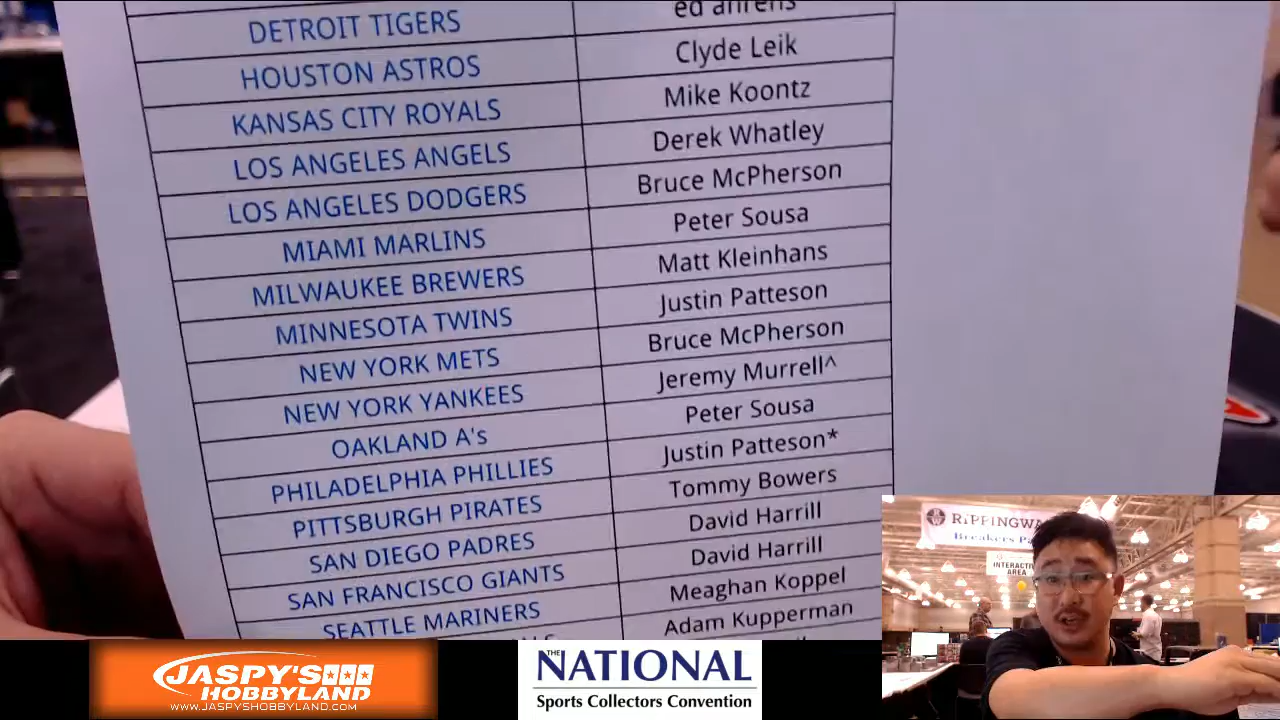 DETROIT TIGERS ed ahrens
HOUSTON ASTROS Clyde Leik
KANSAS CITY ROYALS Mike Koontz
LOS ANGELES ANGELS Derek Whatley
LOS ANGELES DODGERS Bruce McPherson
MIAMI MARLINS Peter Sousa
MILWAUKEE BREWERS Matt Kleinhans
MINNESOTA TWINS Justin Patteson
NEW YORK METS Bruce McPherson
NEW YORK YANKEES Jeremy Murrell^
OAKLAND A's Peter Sousa
PHILADELPHIA PHILLIES Justin Patteson*
PITTSBURGH PIRATES Tommy Bowers
SAN DIEGO PADRES David Harrill
SAN FRANCISCO GIANTS David Harrill
SEATTLE MARINERS Meaghan Koppel
Adam Kupperman
RIPPINGWA
Breakers Pa
INTERACTIV
AREA
JASPY'S
HOBBYLAND
WWW.JASPYSHOBBYLAND.COM
THE NATIONAL
Sports Collectors Convention